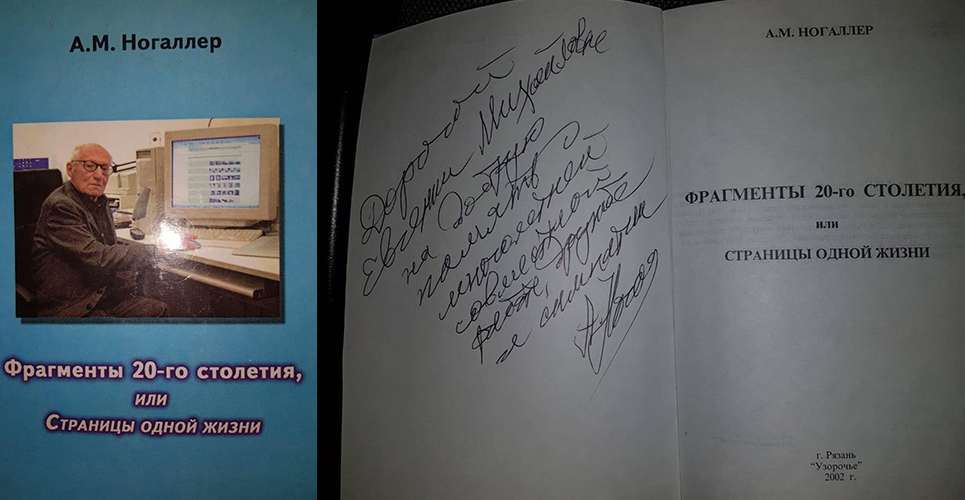 А.М. Ногаллер
Фрагменты 20-го столетия,
или
Страницы одной жизни
Дорогой
Евгении Михайловне
на добрую
память о
многолетней
совместной
работе, дружбе
и симпатии
А.М. НОГАЛЛЕР
ФРАГМЕНТЫ 20-го СТОЛЕТИЯ,
или
СТРАНИЦЫ ОДНОЙ ЖИЗНИ
г. Рязань
"Узорочье"
2002 г.